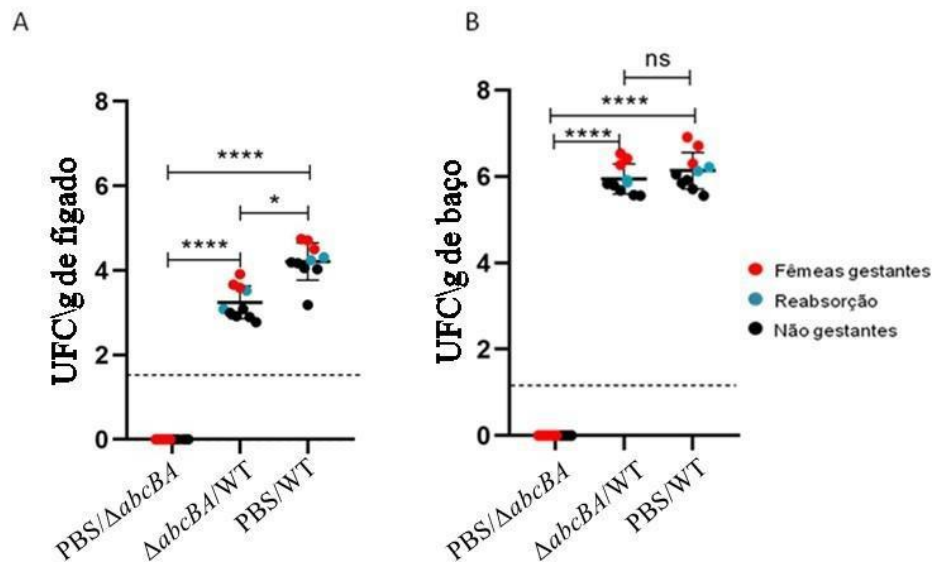 A
UFC\g de fígado
8
6
4
2
0
****
*
****
PBS/ΔabcBA
ΔabcBA/WT
PBS/WT
B
UFC\g de baço
8
6
4
2
0
ns
****
****
PBS/ΔabcBA
ΔabcBA/WT
PBS/WT
Fêmeas gestantes
Reabsorção
Não gestantes